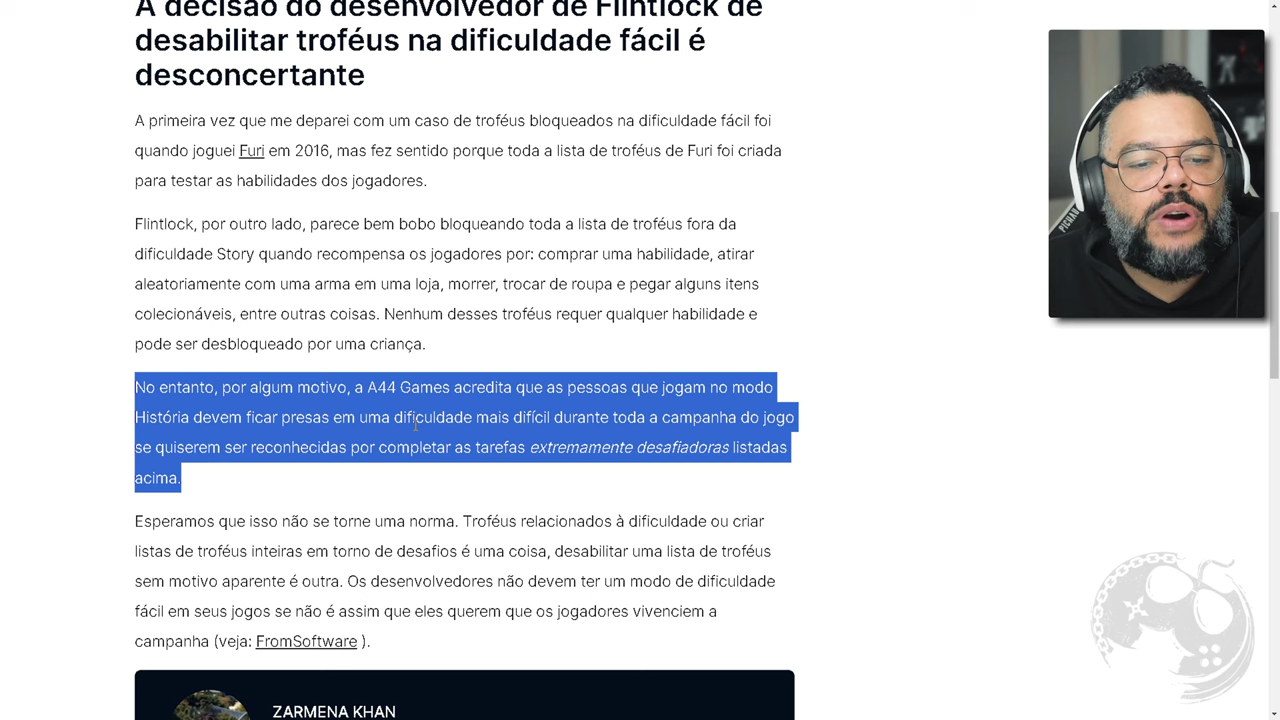 A decisão do desenvolvedor de Flintlock de
desabilitar troféus na dificuldade fácil é
desconcertante
A primeira vez que me deparei com um caso de troféus bloqueados na dificuldade fácil foi
quando joguei Furi em 2016, mas fez sentido porque toda a lista de troféus de Furi foi criada
para testar as habilidades dos jogadores.
Flintlock, por outro lado, parece bem bobo bloqueando toda a lista de troféus fora da
dificuldade Story quando recompensa os jogadores por: comprar uma habilidade, atirar
aleatoriamente com uma arma em uma loja, morrer, trocar de roupa e pegar alguns itens
colecionáveis, entre outras coisas. Nenhum desses troféus requer qualquer habilidade e
pode ser desbloqueado por uma criança.
No entanto, por algum motivo, a A44 Games acredita que as pessoas que jogam no modo
História devem ficar presas em uma dificuldade mais difícil durante toda a campanha do jogo
se quiserem ser reconhecidas por completar as tarefas extremamente desafiadoras listadas
acima.
Esperamos que isso não se torne uma norma. Troféus relacionados à dificuldade ou criar
listas de troféus inteiras em torno de desafios é uma coisa, desabilitar uma lista de troféus
sem motivo aparente é outra. Os desenvolvedores não devem ter um modo de dificuldade
fácil em seus jogos se não é assim que eles querem que os jogadores vivenciem a
campanha (veja: FromSoftware ).
ZARMENA KHAN
PICHAU